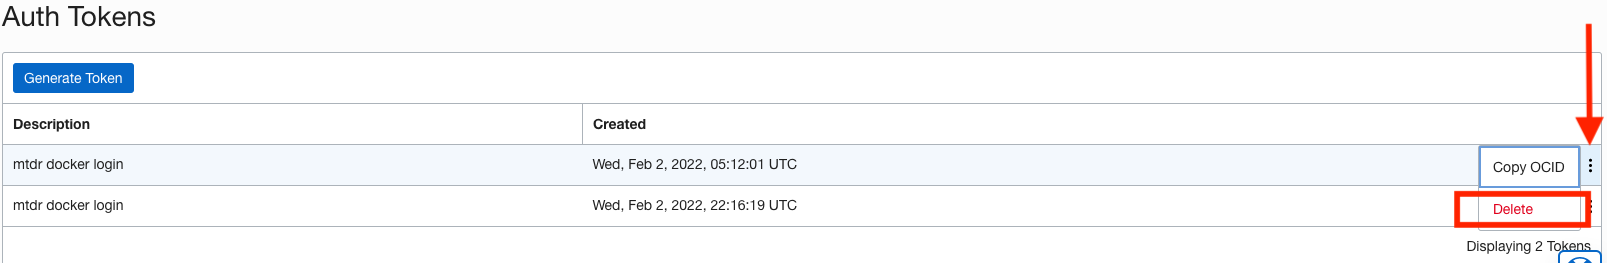 Auth Tokens
Generate Token
Description Created
mtdr docker login Wed, Feb 2, 2022, 05:12:01 UTC Copy OCID
mtdr docker login Wed, Feb 2, 2022, 22:16:19 UTC Delete
Displaying 2 Tokens